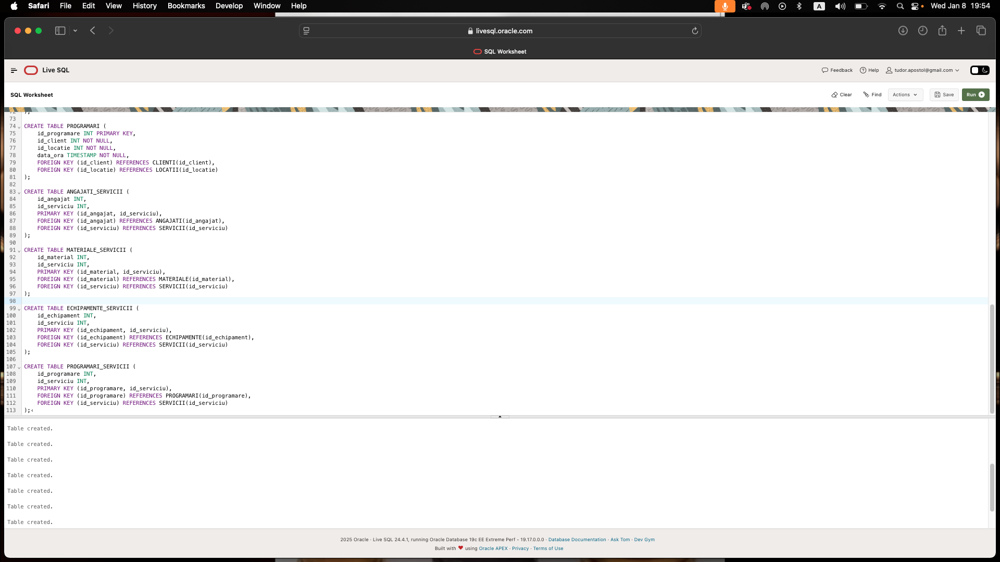 Safari File Edit View History Bookmarks Develop Window Help A Wed Jan 8 19:54
livesql.oracle.com
SQL Worksheet
Live SQL Feedback Help tudor.apostol@gmail.com
SQL Worksheet Clear Find Actions Save Run
72 );
73
74 CREATE TABLE PROGRAMARI (
75 id_programare INT PRIMARY KEY,
76 id_client INT NOT NULL,
77 id_locatie INT NOT NULL,
78 data_ora TIMESTAMP NOT NULL,
79 FOREIGN KEY (id_client) REFERENCES CLIENTI(id_client),
80 FOREIGN KEY (id_locatie) REFERENCES LOCATII(id_locatie)
81 );
82
83 CREATE TABLE ANGAJATI_SERVICII (
84 id_angajat INT,
85 id_serviciu INT,
86 PRIMARY KEY (id_angajat, id_serviciu),
87 FOREIGN KEY (id_angajat) REFERENCES ANGAJATI(id_angajat),
88 FOREIGN KEY (id_serviciu) REFERENCES SERVICII(id_serviciu)
89 );
90
91 CREATE TABLE MATERIALE_SERVICII (
92 id_material INT,
93 id_serviciu INT,
94 PRIMARY KEY (id_material, id_serviciu),
95 FOREIGN KEY (id_material) REFERENCES MATERIALE(id_material),
96 FOREIGN KEY (id_serviciu) REFERENCES SERVICII(id_serviciu)
97 );
98
99 CREATE TABLE ECHIPAMENTE_SERVICII (
100 id_echipament INT,
101 id_serviciu INT,
102 PRIMARY KEY (id_echipament, id_serviciu),
103 FOREIGN KEY (id_echipament) REFERENCES ECHIPAMENTE(id_echipament),
104 FOREIGN KEY (id_serviciu) REFERENCES SERVICII(id_serviciu)
105 );
106
107 CREATE TABLE PROGRAMARI_SERVICII (
108 id_programare INT,
109 id_serviciu INT,
110 PRIMARY KEY (id_programare, id_serviciu),
111 FOREIGN KEY (id_programare) REFERENCES PROGRAMARI(id_programare),
112 FOREIGN KEY (id_serviciu) REFERENCES SERVICII(id_serviciu)
113 );
Table created.
Table created.
Table created.
Table created.
Table created.
Table created.
Table created.
2025 Oracle · Live SQL 24.4.1, running Oracle Database 19c EE Extreme Perf - 19.17.0.0.0 · Database Documentation · Ask Tom · Dev Gym
Built with ❤ using Oracle APEX · Privacy · Terms of Use